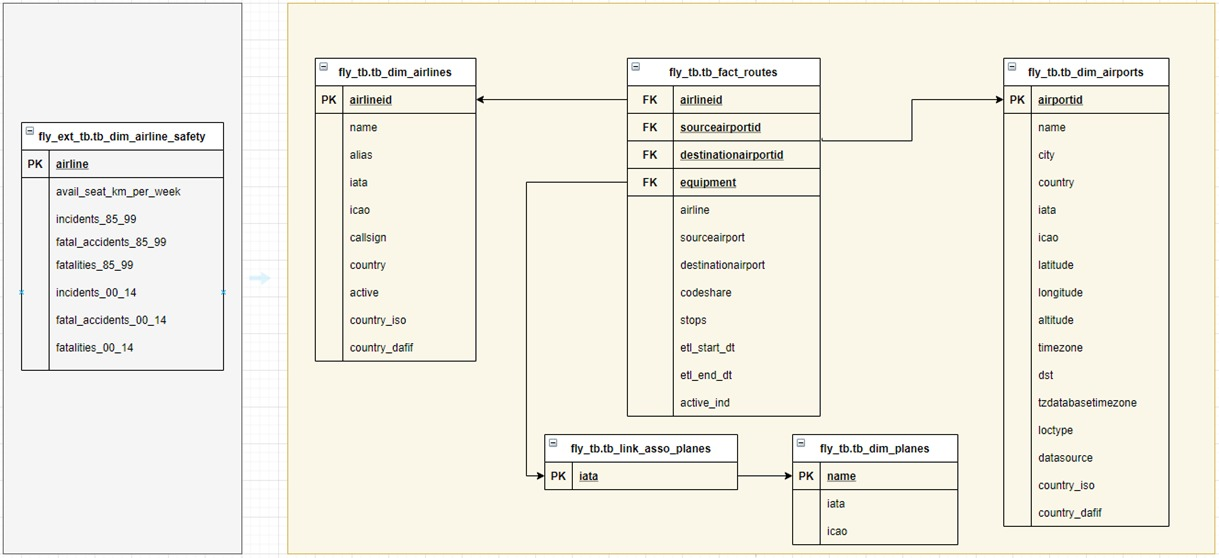 fly_ext_tb.tb_dim_airline_safety
PK airline
avail_seat_km_per_week
incidents_85_99
fatal_accidents_85_99
fatalities_85_99
incidents_00_14
fatal_accidents_00_14
fatalities_00_14
fly_tb.tb_dim_airlines
PK airlineid
name
alias
iata
icao
callsign
country
active
country_iso
country_dafif
fly_tb.tb_fact_routes
FK airlineid
FK sourceairportid
FK destinationairportid
FK equipment
airline
sourceairport
destinationairport
codeshare
stops
etl_start_dt
etl_end_dt
active_ind
fly_tb.tb_dim_airports
PK airportid
name
city
country
iata
icao
latitude
longitude
altitude
timezone
dst
tzdatabasetimezone
loctype
datasource
country_iso
country_dafif
fly_tb.tb_link_asso_planes
PK iata
fly_tb.tb_dim_planes
PK name
iata
icao